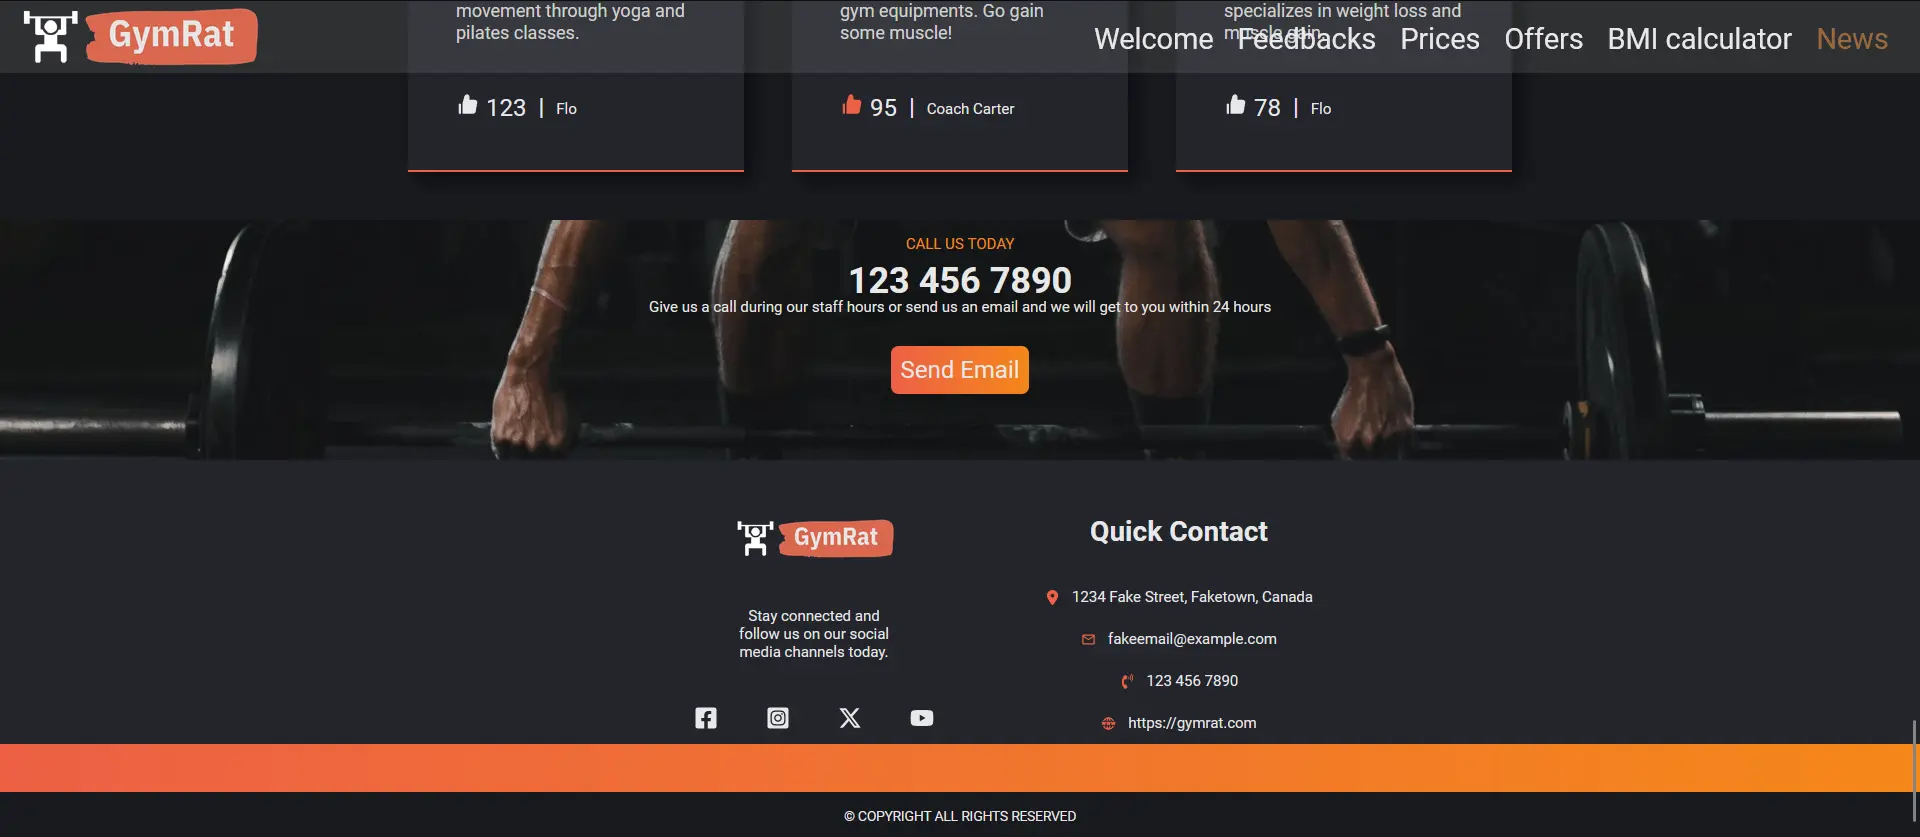 GymRat
Welcome Feedbacks Prices Offers BMI calculator News
movement through yoga and
pilates classes.
123 | Flo
gym equipments. Go gain
some muscle!
95 | Coach Carter
specializes in weight loss and
muscle gain.
78 | Flo
CALL US TODAY
123 456 7890
Give us a call during our staff hours or send us an email and we will get to you within 24 hours
Send Email
GymRat
Stay connected and
follow us on our social
media channels today.
Quick Contact
1234 Fake Street, Faketown, Canada
fakeemail@example.com
123 456 7890
https://gymrat.com
© COPYRIGHT ALL RIGHTS RESERVED